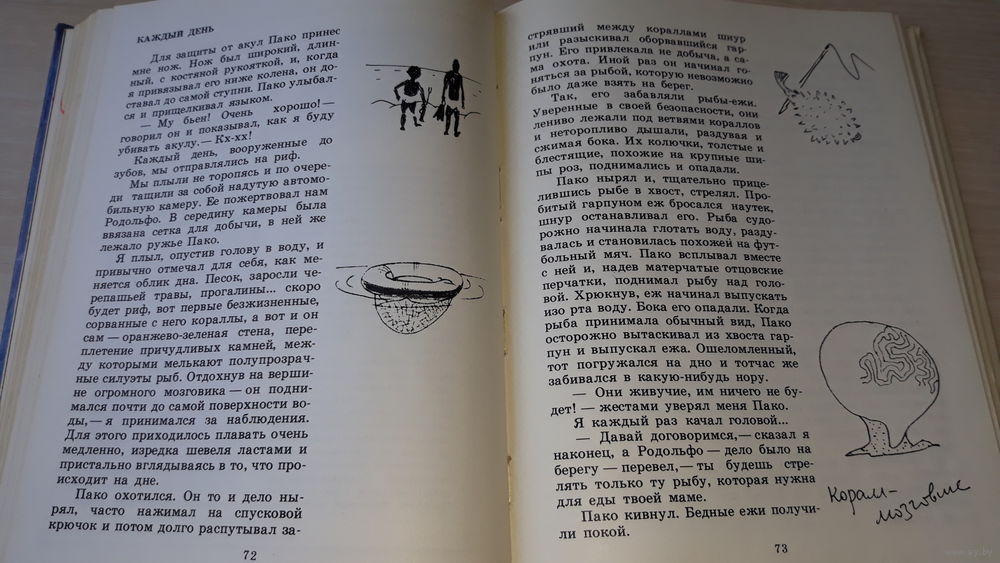 КАЖДЫЙ ДЕНЬ
Для защиты от акул Пако принес
мне нож. Нож был широкий, длин-
ный, с костяной рукояткой, и, когда
я привязывал его ниже колена, он до-
ставал до самой ступни. Пако улыбал-
ся и прищелкивал языком.
— Му бьен! Очень хорошо! —
говорил он и показывал, как я буду
убивать акулу. — Кх-хх!
Каждый день, вооруженные до
зубов, мы отправлялись на риф.
Мы плыли не торопясь и по очере-
ди тащили за собой надутую автомо-
бильную камеру. Ее пожертвовал нам
Родольфо. В середину камеры была
ввязана сетка для добычи, в ней же
лежало ружье Пако.
Я плыл, опустив голову в воду, и
привычно отмечал для себя, как ме-
няется облик дна. Песок, заросли че-
репашьей травы, прогалины... скоро
будет риф, вот первые безжизненные,
сорванные с него кораллы, а вот и он
сам — оранжево-зеленая стена, пере-
плетение причудливых камней, меж-
ду которыми мелькают полупрозрач-
ные силуэты рыб. Отдохнув на верши-
не огромного мозговика — он подни-
мался почти до самой поверхности во-
ды, — я принимался за наблюдения.
Для этого приходилось плавать очень
медленно, изредка шевеля ластами и
пристально вглядываясь в то, что про-
исходит на дне.
Пако охотился. Он то и дело ны-
рял, часто нажимал на спусковой
крючок и потом долго распутывал за-
72
стрявший между кораллами шнур
или разыскивал оборвавшийся гар-
пун. Его привлекала не добыча, а са-
ма охота. Иной раз он начинал го-
няться за рыбой, которую невозможно
было даже взять на берег.
Так, его забавляли рыбы-ежи.
Уверенные в своей безопасности, они
лениво лежали под ветвями кораллов
и неторопливо дышали, раздувая и
сжимая бока. Их колючки, толстые и
блестящие, похожие на крупные ши-
пы роз, поднимались и опадали.
Пако нырял и, тщательно прице-
лившись рыбе в хвост, стрелял. Про-
битый гарпуном еж бросался наутек,
шнур останавливал его. Рыба судо-
рожно начинала глотать воду, разду-
валась и становилась похожей на фут-
больный мяч. Пако всплывал вместе
с ней и, надев матерчатые отцовские
перчатки, поднимал рыбу над голо-
вой. Хрюкнув, еж начинал выпускать
изо рта воду. Бока его опадали. Когда
рыба принимала обычный вид, Пако
осторожно вытаскивал из хвоста гар-
пун и выпускал ежа. Ошеломленный,
тот погружался на дно и тотчас же
забивался в какую-нибудь нору.
— Они живучие, им ничего не бу-
дет! — жестами уверял меня Пако.
Я каждый раз качал головой...
— Давай договоримся, — сказал я
наконец, а Родольфо — дело было на
берегу — перевел, — ты будешь стре-
лять только ту рыбу, которая нужна
для еды твоей маме.
Пако кивнул. Бедные ежи получи-
ли покой.
Коралл-
мозговик
73
www.ay.by